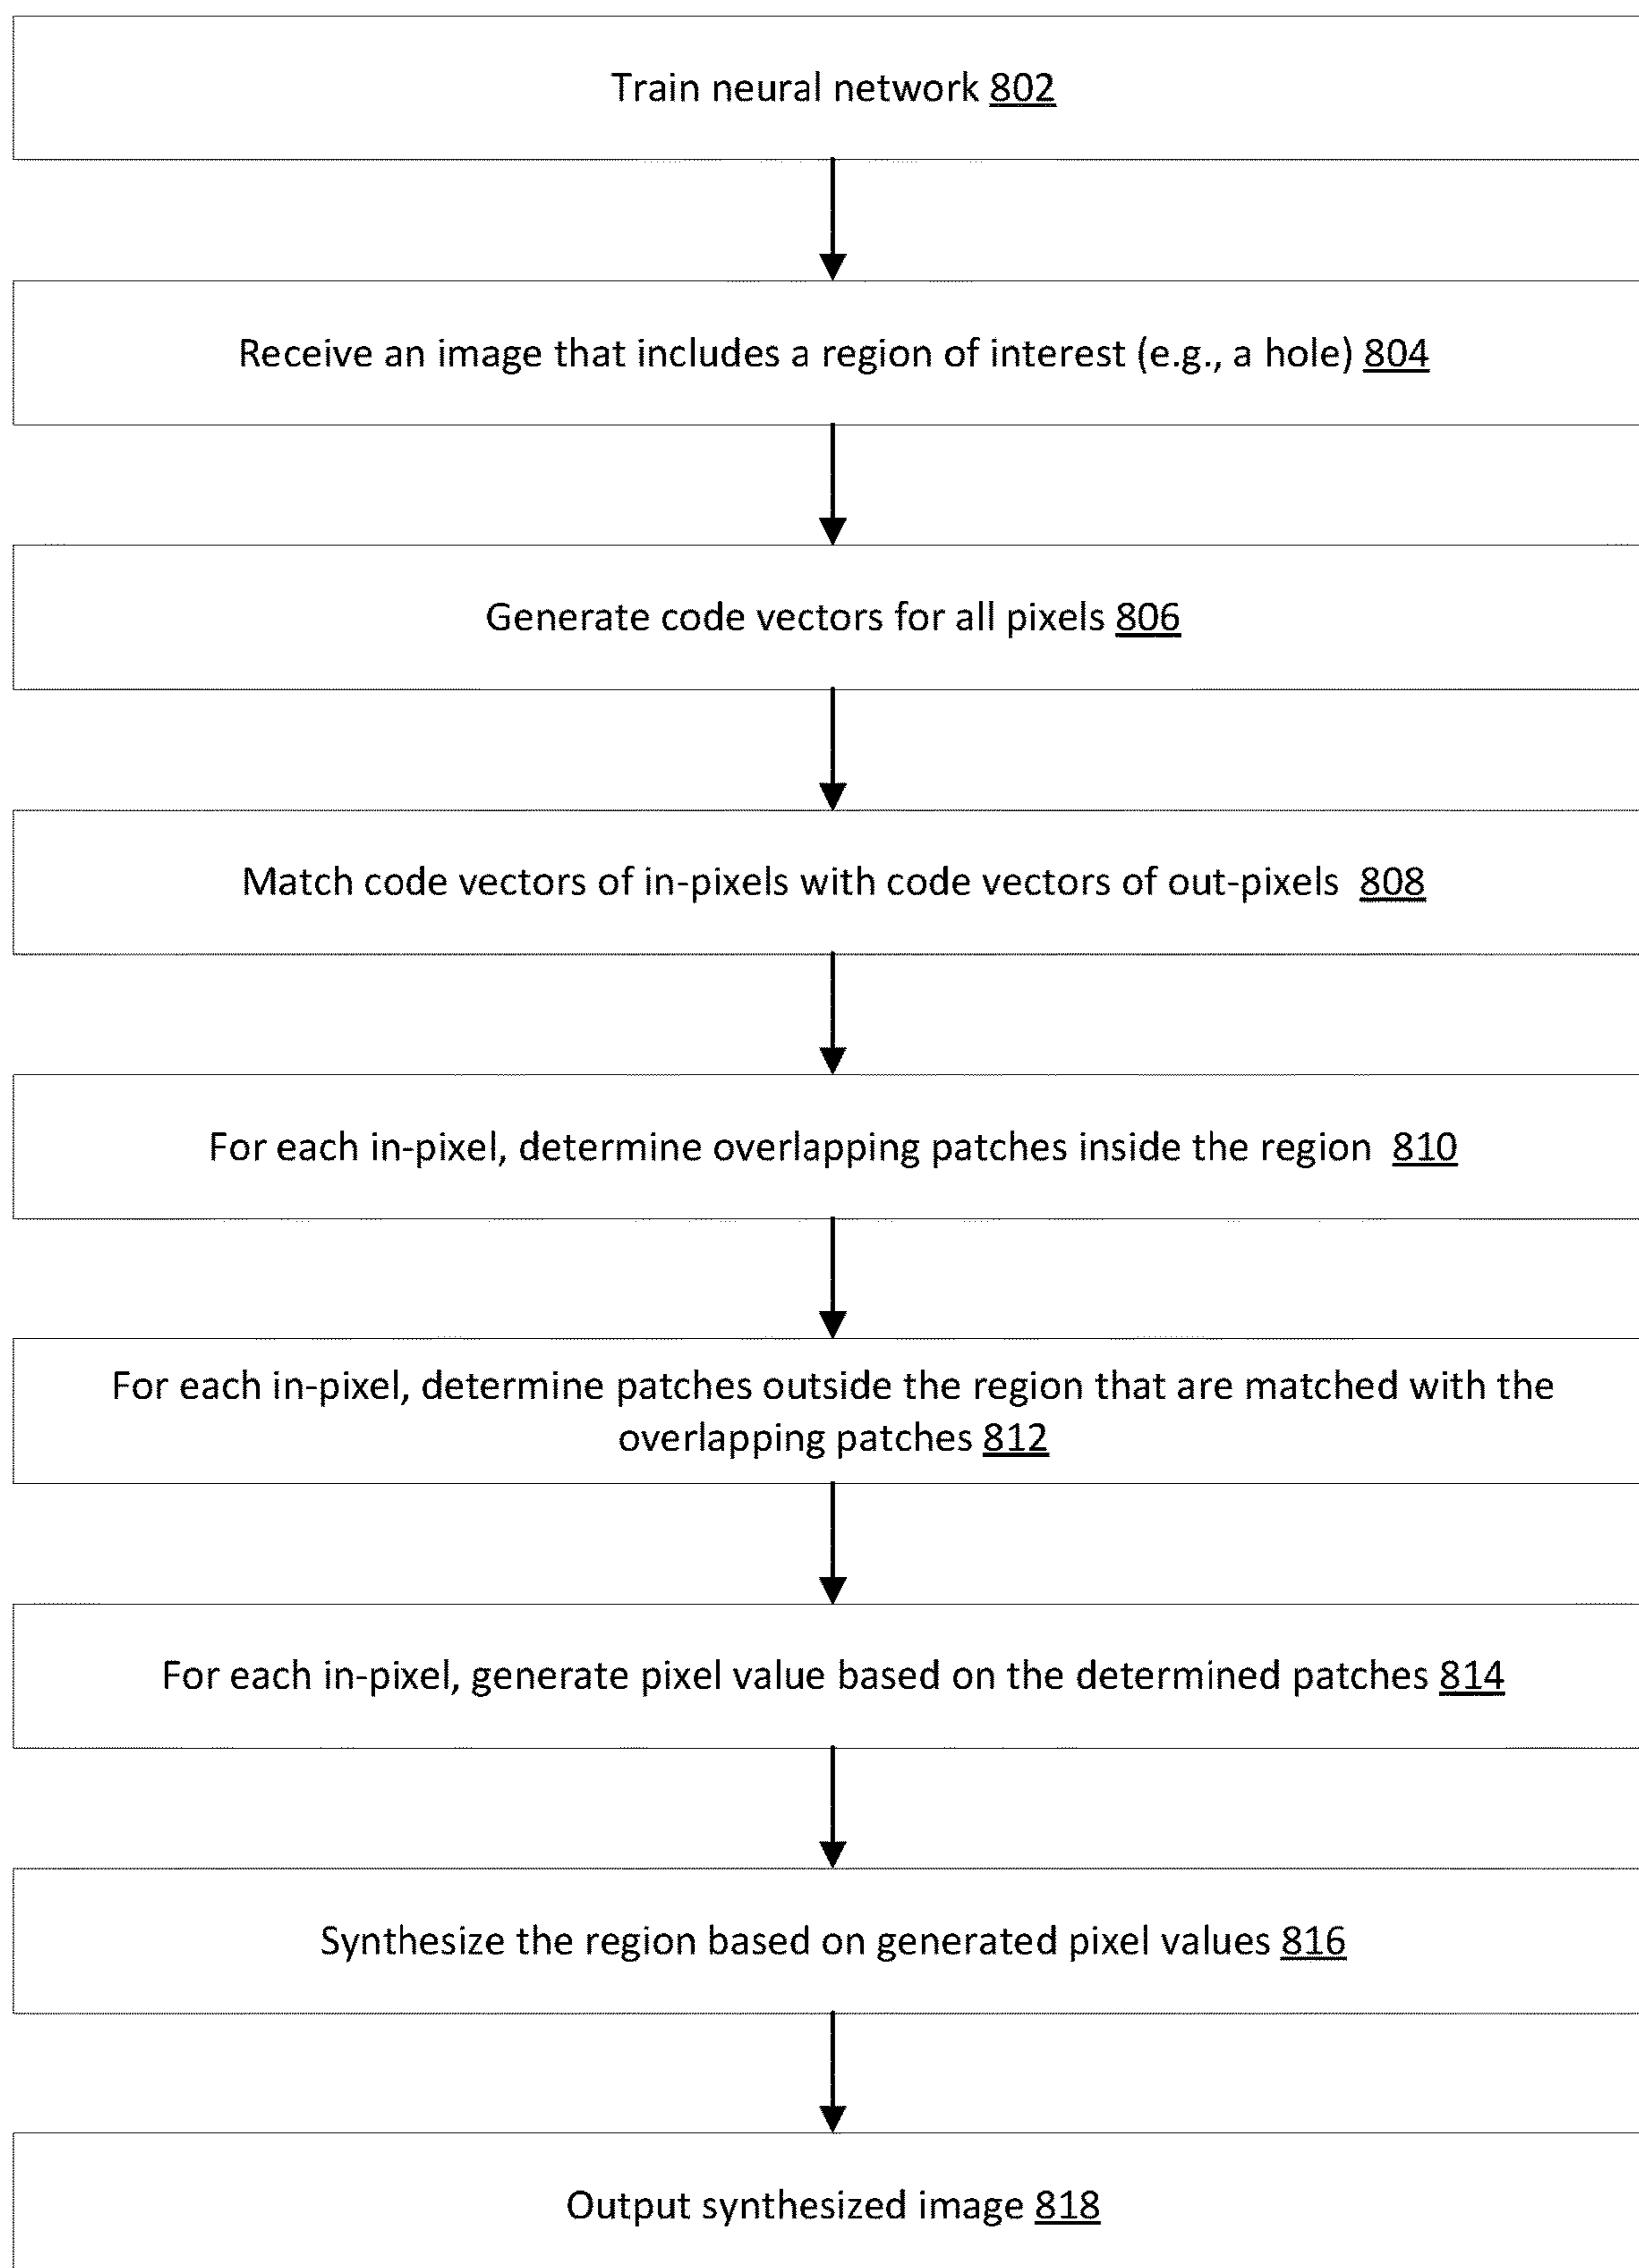 Train neural network 802
Receive an image that includes a region of interest (e.g., a hole) 804
Generate code vectors for all pixels 806
Match code vectors of in-pixels with code vectors of out-pixels 808
For each in-pixel, determine overlapping patches inside the region 810
For each in-pixel, determine patches outside the region that are matched with the
overlapping patches 812
For each in-pixel, generate pixel value based on the determined patches 814
Synthesize the region based on generated pixel values 816
Output synthesized image 818